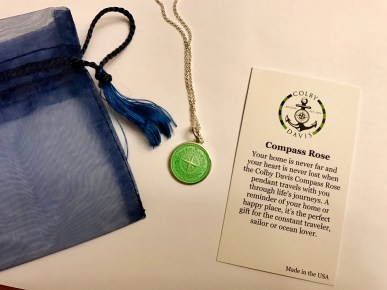 COLBY
DAVIS
Compass Rose
Your home is never far and
your heart is never lost when
the Colby Davis Compass Rose
pendant travels with you
through life's journeys. A
reminder of your home or
happy place, it's the perfect
gift for the constant traveler,
sailor or ocean lover.
Made in the USA